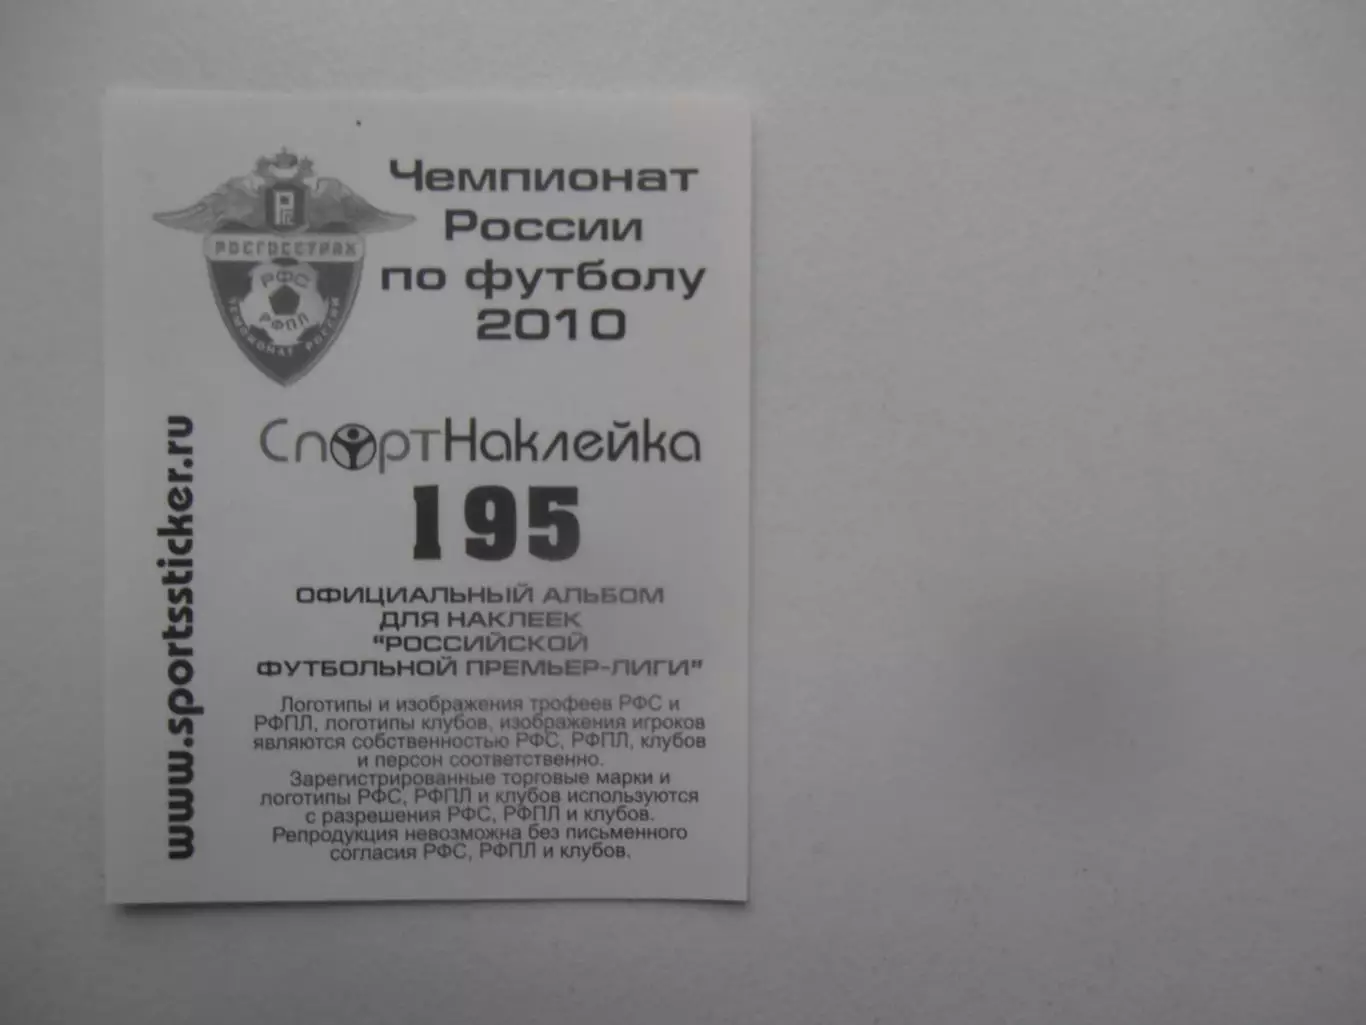 Чемпионат
России
по футболу
2010
РОСГОССТРАХ
РФС
РФПЛ
ЧЕМПИОНАТ РОССИИ
СпортНаклейка
195
www.sportssticker.ru
ОФИЦИАЛЬНЫЙ АЛЬБОМ
ДЛЯ НАКЛЕЕК
"РОССИЙСКОЙ
ФУТБОЛЬНОЙ ПРЕМЬЕР-ЛИГИ"
Логотипы и изображения трофеев РФС и
РФПЛ, логотипы клубов, изображения игроков
являются собственностью РФС, РФПЛ, клубов
и персон соответственно.
Зарегистрированные торговые марки и
логотипы РФС, РФПЛ и клубов используются
с разрешения РФС, РФПЛ и клубов.
Репродукция невозможна без письменного
согласия РФС, РФПЛ и клубов.